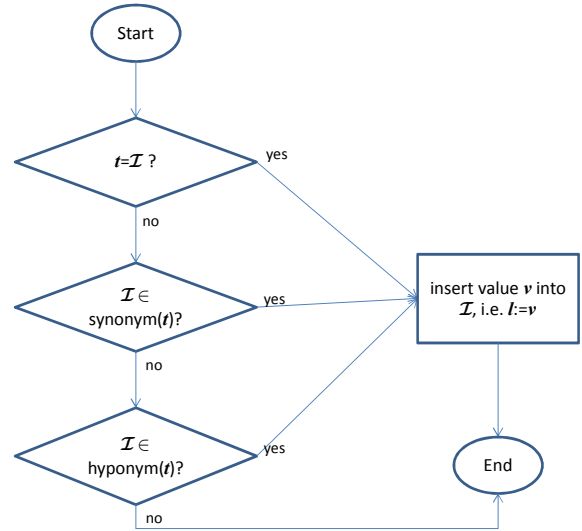 Start
t=ℐ ?
yes
no
ℐ ∈
synonym(t)?
yes
no
ℐ ∈
hyponym(t)?
yes
no
insert value v into
ℐ, i.e. l:=v
End